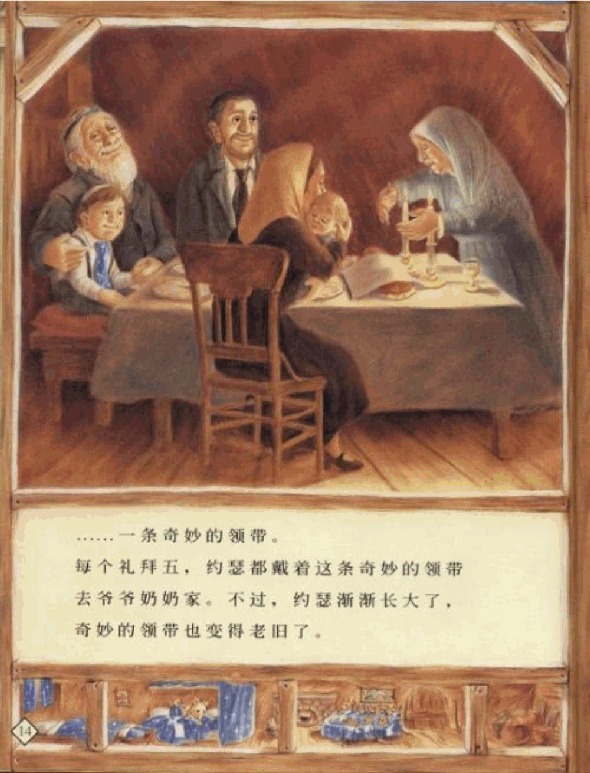 ……一条奇妙的领带。
每个礼拜五，约瑟都戴着这条奇妙的领带
去爷爷奶奶家。不过，约瑟渐渐长大了，
奇妙的领带也变得老旧了。
14